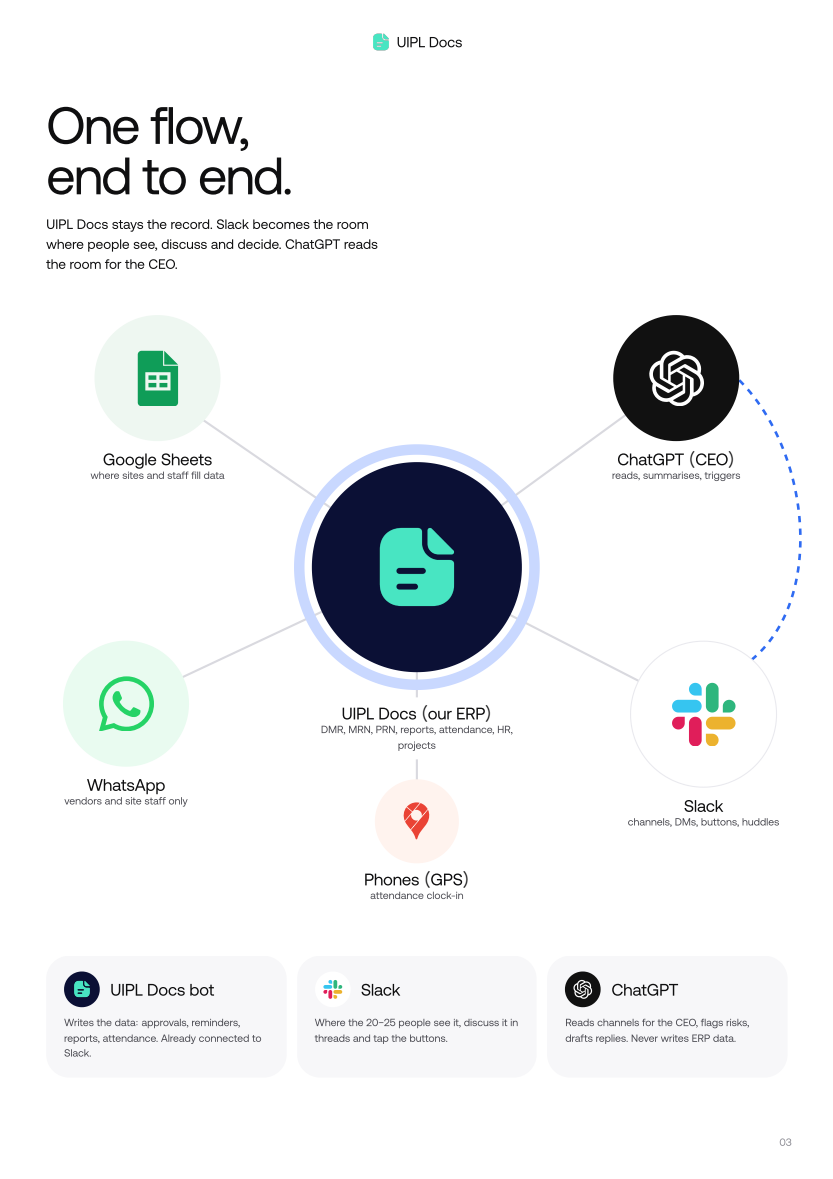 UIPL Docs
One flow,
end to end.
UIPL Docs stays the record. Slack becomes the room
where people see, discuss and decide. ChatGPT reads
the room for the CEO.
Google Sheets
where sites and staff fill data
ChatGPT (CEO)
reads, summarises, triggers
UIPL Docs (our ERP)
DMR, MRN, PRN, reports, attendance, HR,
projects
WhatsApp
vendors and site staff only
Slack
channels, DMs, buttons, huddles
Phones (GPS)
attendance clock-in
UIPL Docs bot
Writes the data: approvals, reminders,
reports, attendance. Already connected to
Slack.
Slack
Where the 20–25 people see it, discuss it in
threads and tap the buttons.
ChatGPT
Reads channels for the CEO, flags risks,
drafts replies. Never writes ERP data.
03